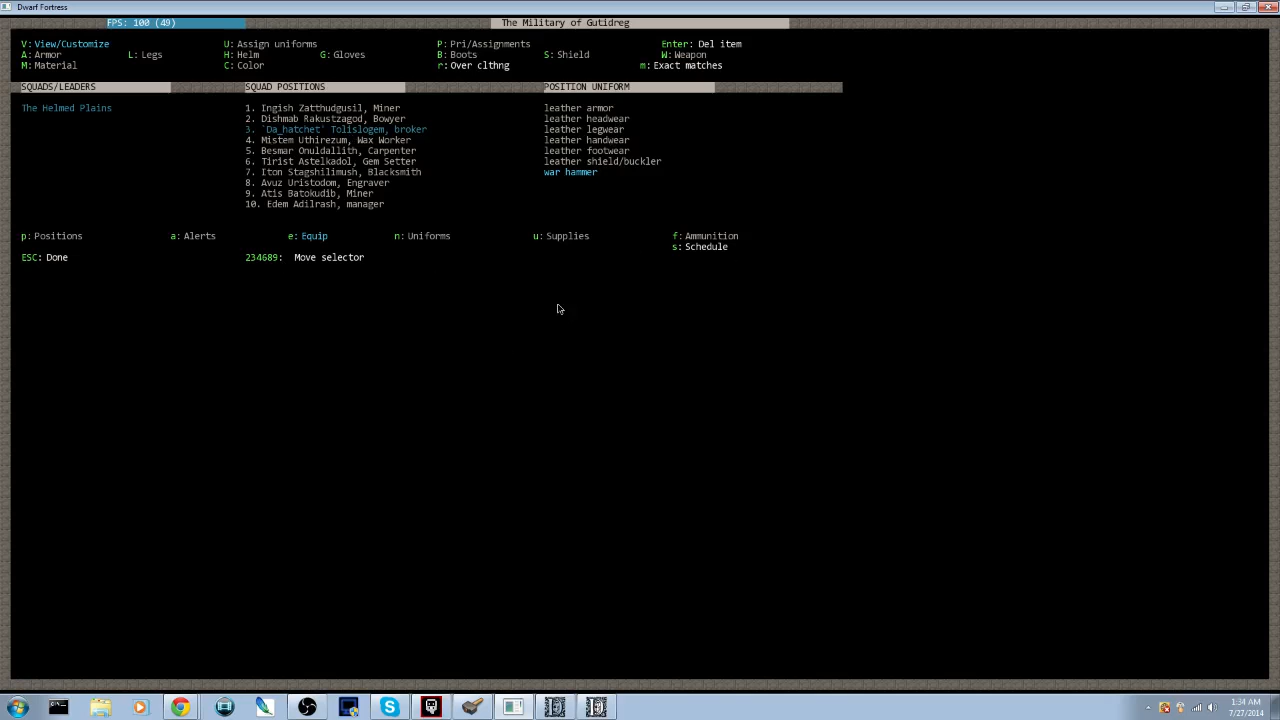 Dwarf Fortress
FPS: 100 (49)
The Military of Gutidreg
V: View/Customize U: Assign uniforms P: Pri/Assignments Enter: Del item
A: Armor L: Legs H: Helm G: Gloves B: Boots S: Shield W: Weapon
M: Material C: Color r: Over clthng m: Exact matches
SQUADS/LEADERS SQUAD POSITIONS POSITION UNIFORM
The Helmed Plains 1. Ingish Zatthudgusil, Miner leather armor
2. Dishmab Rakustzagod, Bowyer leather headwear
3. `Da_hatchet' Tolislogem, broker leather legwear
4. Mistem Uthirezum, Wax Worker leather handwear
5. Besmar Onuldallith, Carpenter leather footwear
6. Tirist Astelkadol, Gem Setter leather shield/buckler
7. Iton Stagshilimush, Blacksmith war hammer
8. Avuz Uristodom, Engraver
9. Atis Batokudib, Miner
10. Edem Adilrash, manager
p: Positions a: Alerts e: Equip n: Uniforms u: Supplies f: Ammunition
s: Schedule
ESC: Done 234689: Move selector
1:34 AM
7/27/2014